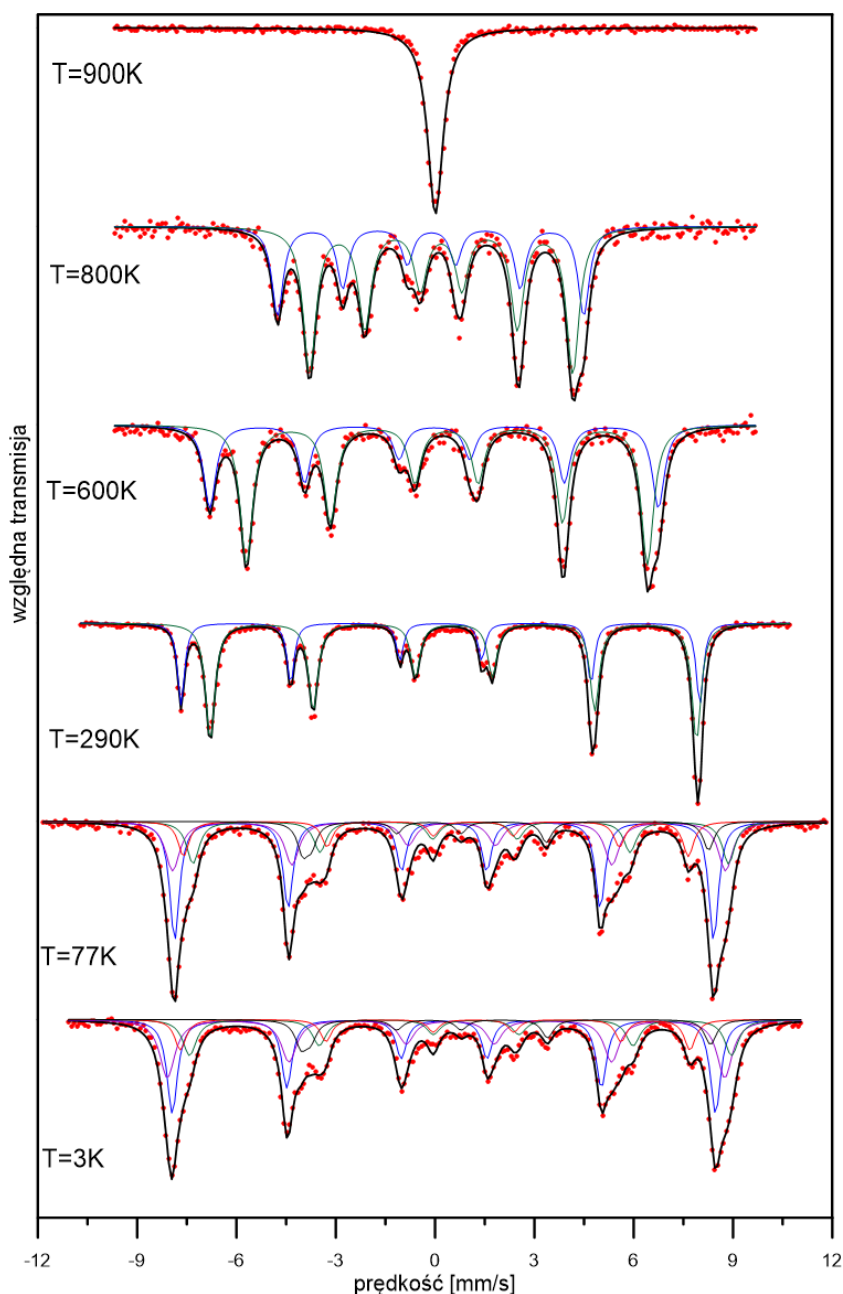 T=900K
T=800K
T=600K
T=290K
T=77K
T=3K
względna transmisja
-12 -9 -6 -3 0 3 6 9 12
prędkość [mm/s]